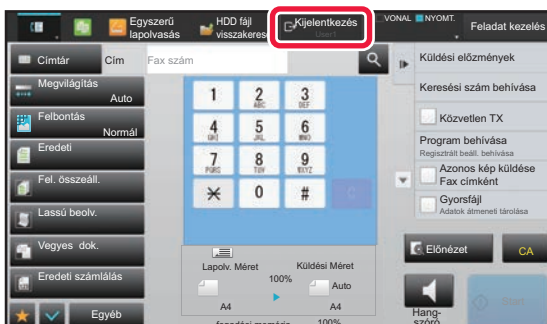 Egyszerű
lapolvasás
HDD fájl
visszakeres
Kijelentkezés
User1
VONAL
NYOMT.
Feladat kezelés
Címtár
Cím
Fax szám
Megvilágítás
Auto
Felbontás
Normál
Eredeti
Fel. összeáll.
Lassú beolv.
Vegyes dok.
Eredeti számlálás
Egyéb
1
2
ABC
3
DEF
4
GHI
5
JKL
6
MNO
7
PQRS
8
TUV
9
WXYZ
0
#
C
Lapolv. Méret
Küldési Méret
100%
Auto
A4
A4
100%
Küldési előzmények
Keresési szám behívása
Közvetlen TX
Program behívása
Regisztrált beáll. behívása
Azonos kép küldése
Fax címként
Gyorsfájl
Adatok átmeneti tárolása
Előnézet
CA
Hang-
szóró
Start